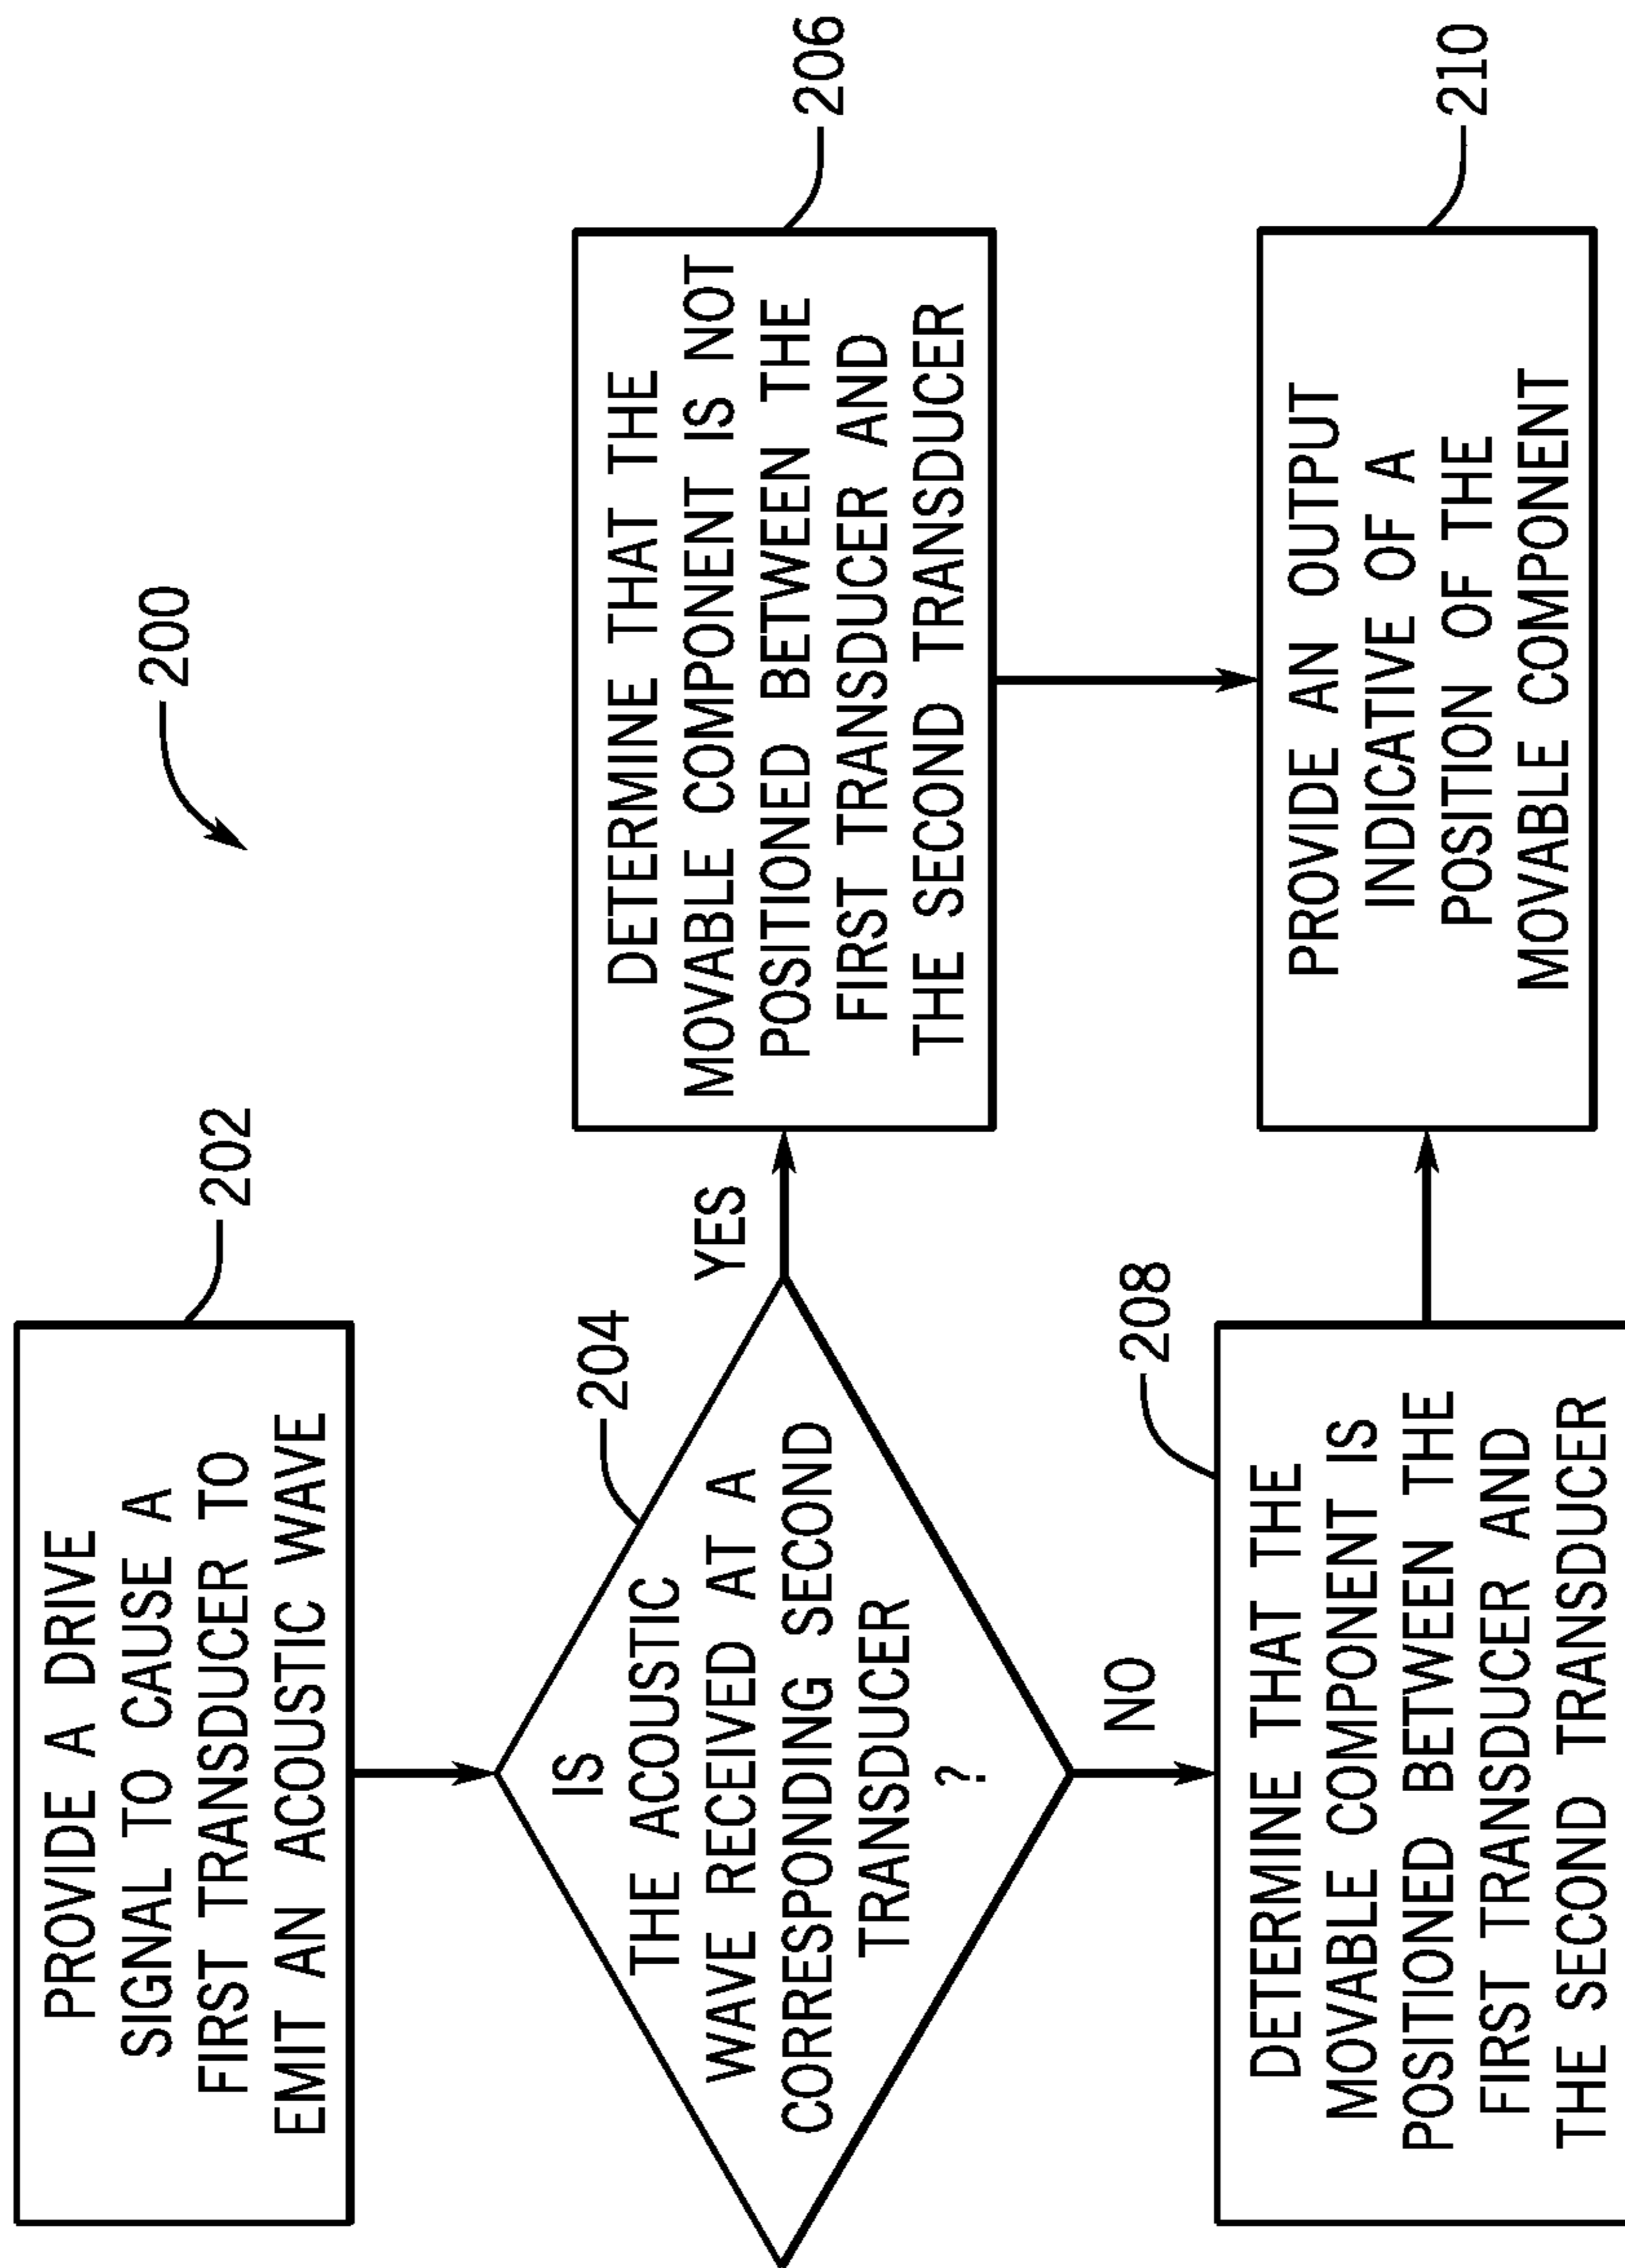 200
PROVIDE A DRIVE
SIGNAL TO CAUSE A
FIRST TRANSDUCER TO
EMIT AN ACOUSTIC WAVE
202
IS
THE ACOUSTIC
WAVE RECEIVED AT A
CORRESPONDING SECOND
TRANSDUCER
?
204
YES
DETERMINE THAT THE
MOVABLE COMPONENT IS NOT
POSITIONED BETWEEN THE
FIRST TRANSDUCER AND
THE SECOND TRANSDUCER
206
NO
208
DETERMINE THAT THE
MOVABLE COMPONENT IS
POSITIONED BETWEEN THE
FIRST TRANSDUCER AND
THE SECOND TRANSDUCER
PROVIDE AN OUTPUT
INDICATIVE OF A
POSITION OF THE
MOVABLE COMPONENT
210